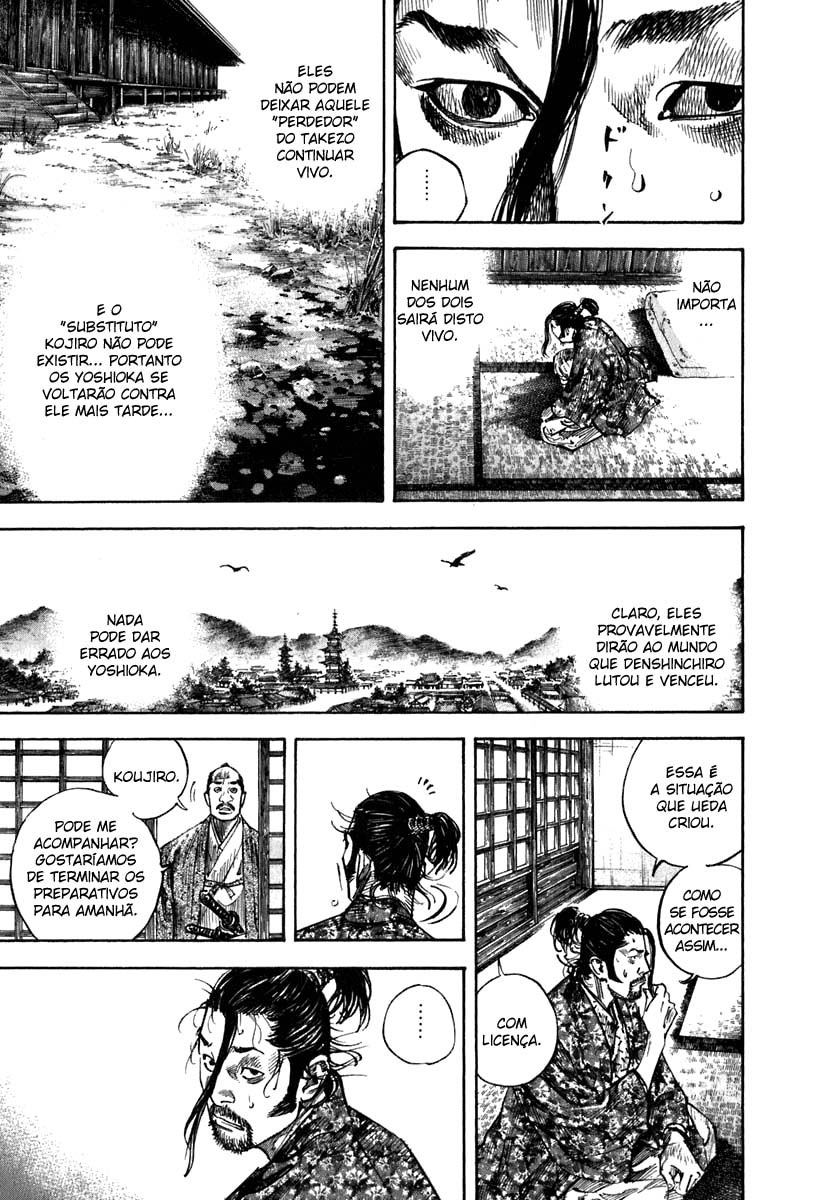 ドクン
......
NÃO
IMPORTA
...
NENHUM
DOS DOIS
SAIRÁ DISTO
VIVO.
ELES
NÃO PODEM
DEIXAR AQUELE
"PERDEDOR"
DO TAKEZO
CONTINUAR
VIVO.
E O
"SUBSTITUTO"
KOJIRO NÃO PODE
EXISTIR... PORTANTO
OS YOSHIOKA SE
VOLTARÃO CONTRA
ELE MAIS TARDE...
CLARO, ELES
PROVAVELMENTE
DIRÃO AO MUNDO
QUE DENSHINCHIRO
LUTOU E VENCEU.
NADA
PODE DAR
ERRADO AOS
YOSHIOKA.
ESSA É
A SITUAÇÃO
QUE UEDA
CRIOU.
COMO
SE FOSSE
ACONTECER
ASSIM...
COM
LICENÇA.
KOUJIRO.
PODE ME
ACOMPANHAR?
GOSTARÍAMOS
DE TERMINAR OS
PREPARATIVOS
PARA AMANHÃ.
......